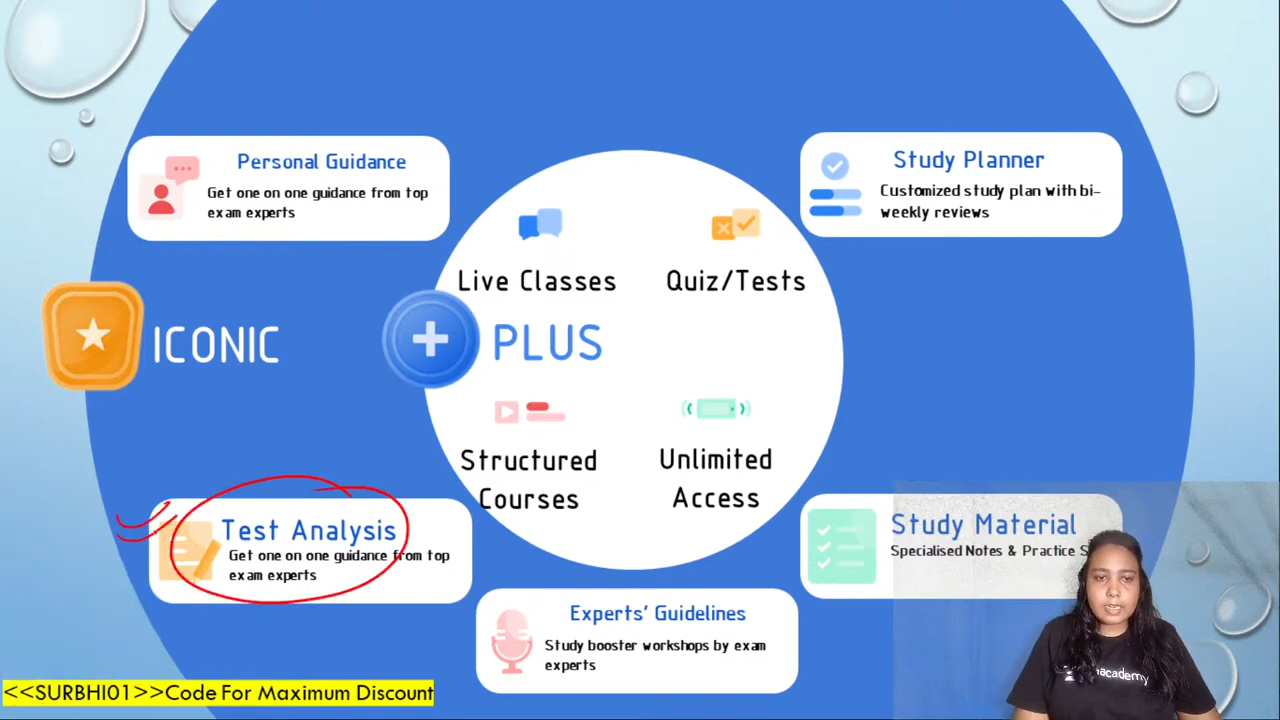 Personal Guidance
Get one on one guidance from top
exam experts
Study Planner
Customized study plan with bi-
weekly reviews
Live Classes
Quiz/Tests
ICONIC
PLUS
Structured
Courses
Unlimited
Access
Test Analysis
Get one on one guidance from top
exam experts
Study Material
Specialised Notes & Practice
Experts' Guidelines
Study booster workshops by exam
experts
<<SURBHI01>>Code For Maximum Discount